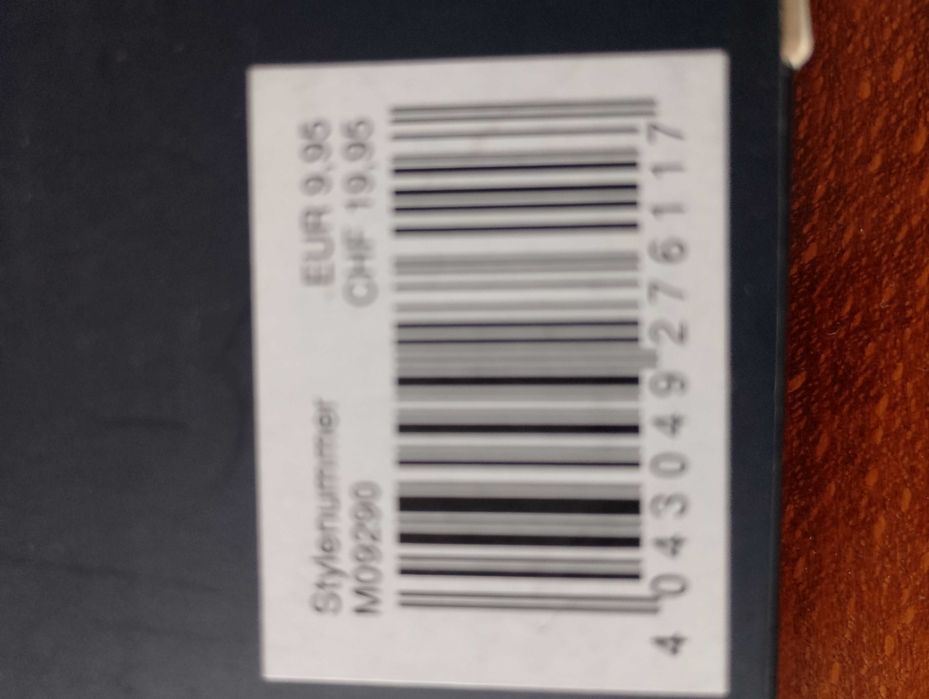 Stylenummer EUR 9,95
M09290 CHF 19,95
4 043049 276117